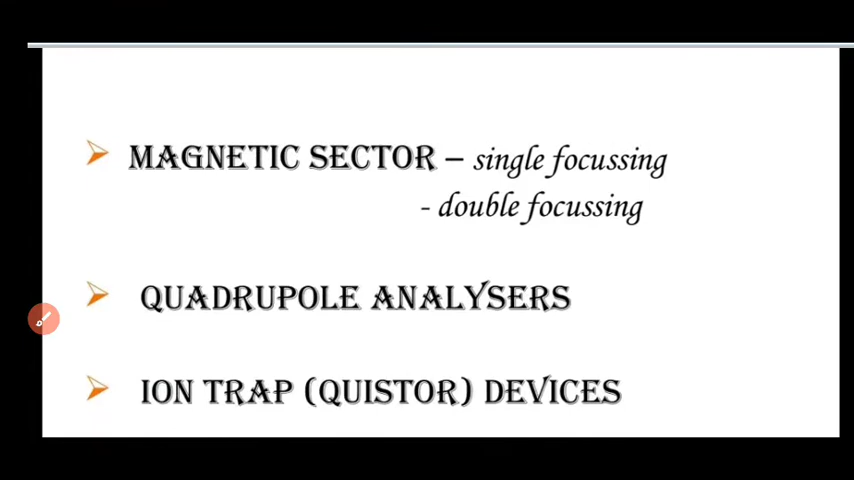 MAGNETIC SECTOR – single focussing
- double focussing
QUADRUPOLE ANALYSERS
ION TRAP (QUISTOR) DEVICES